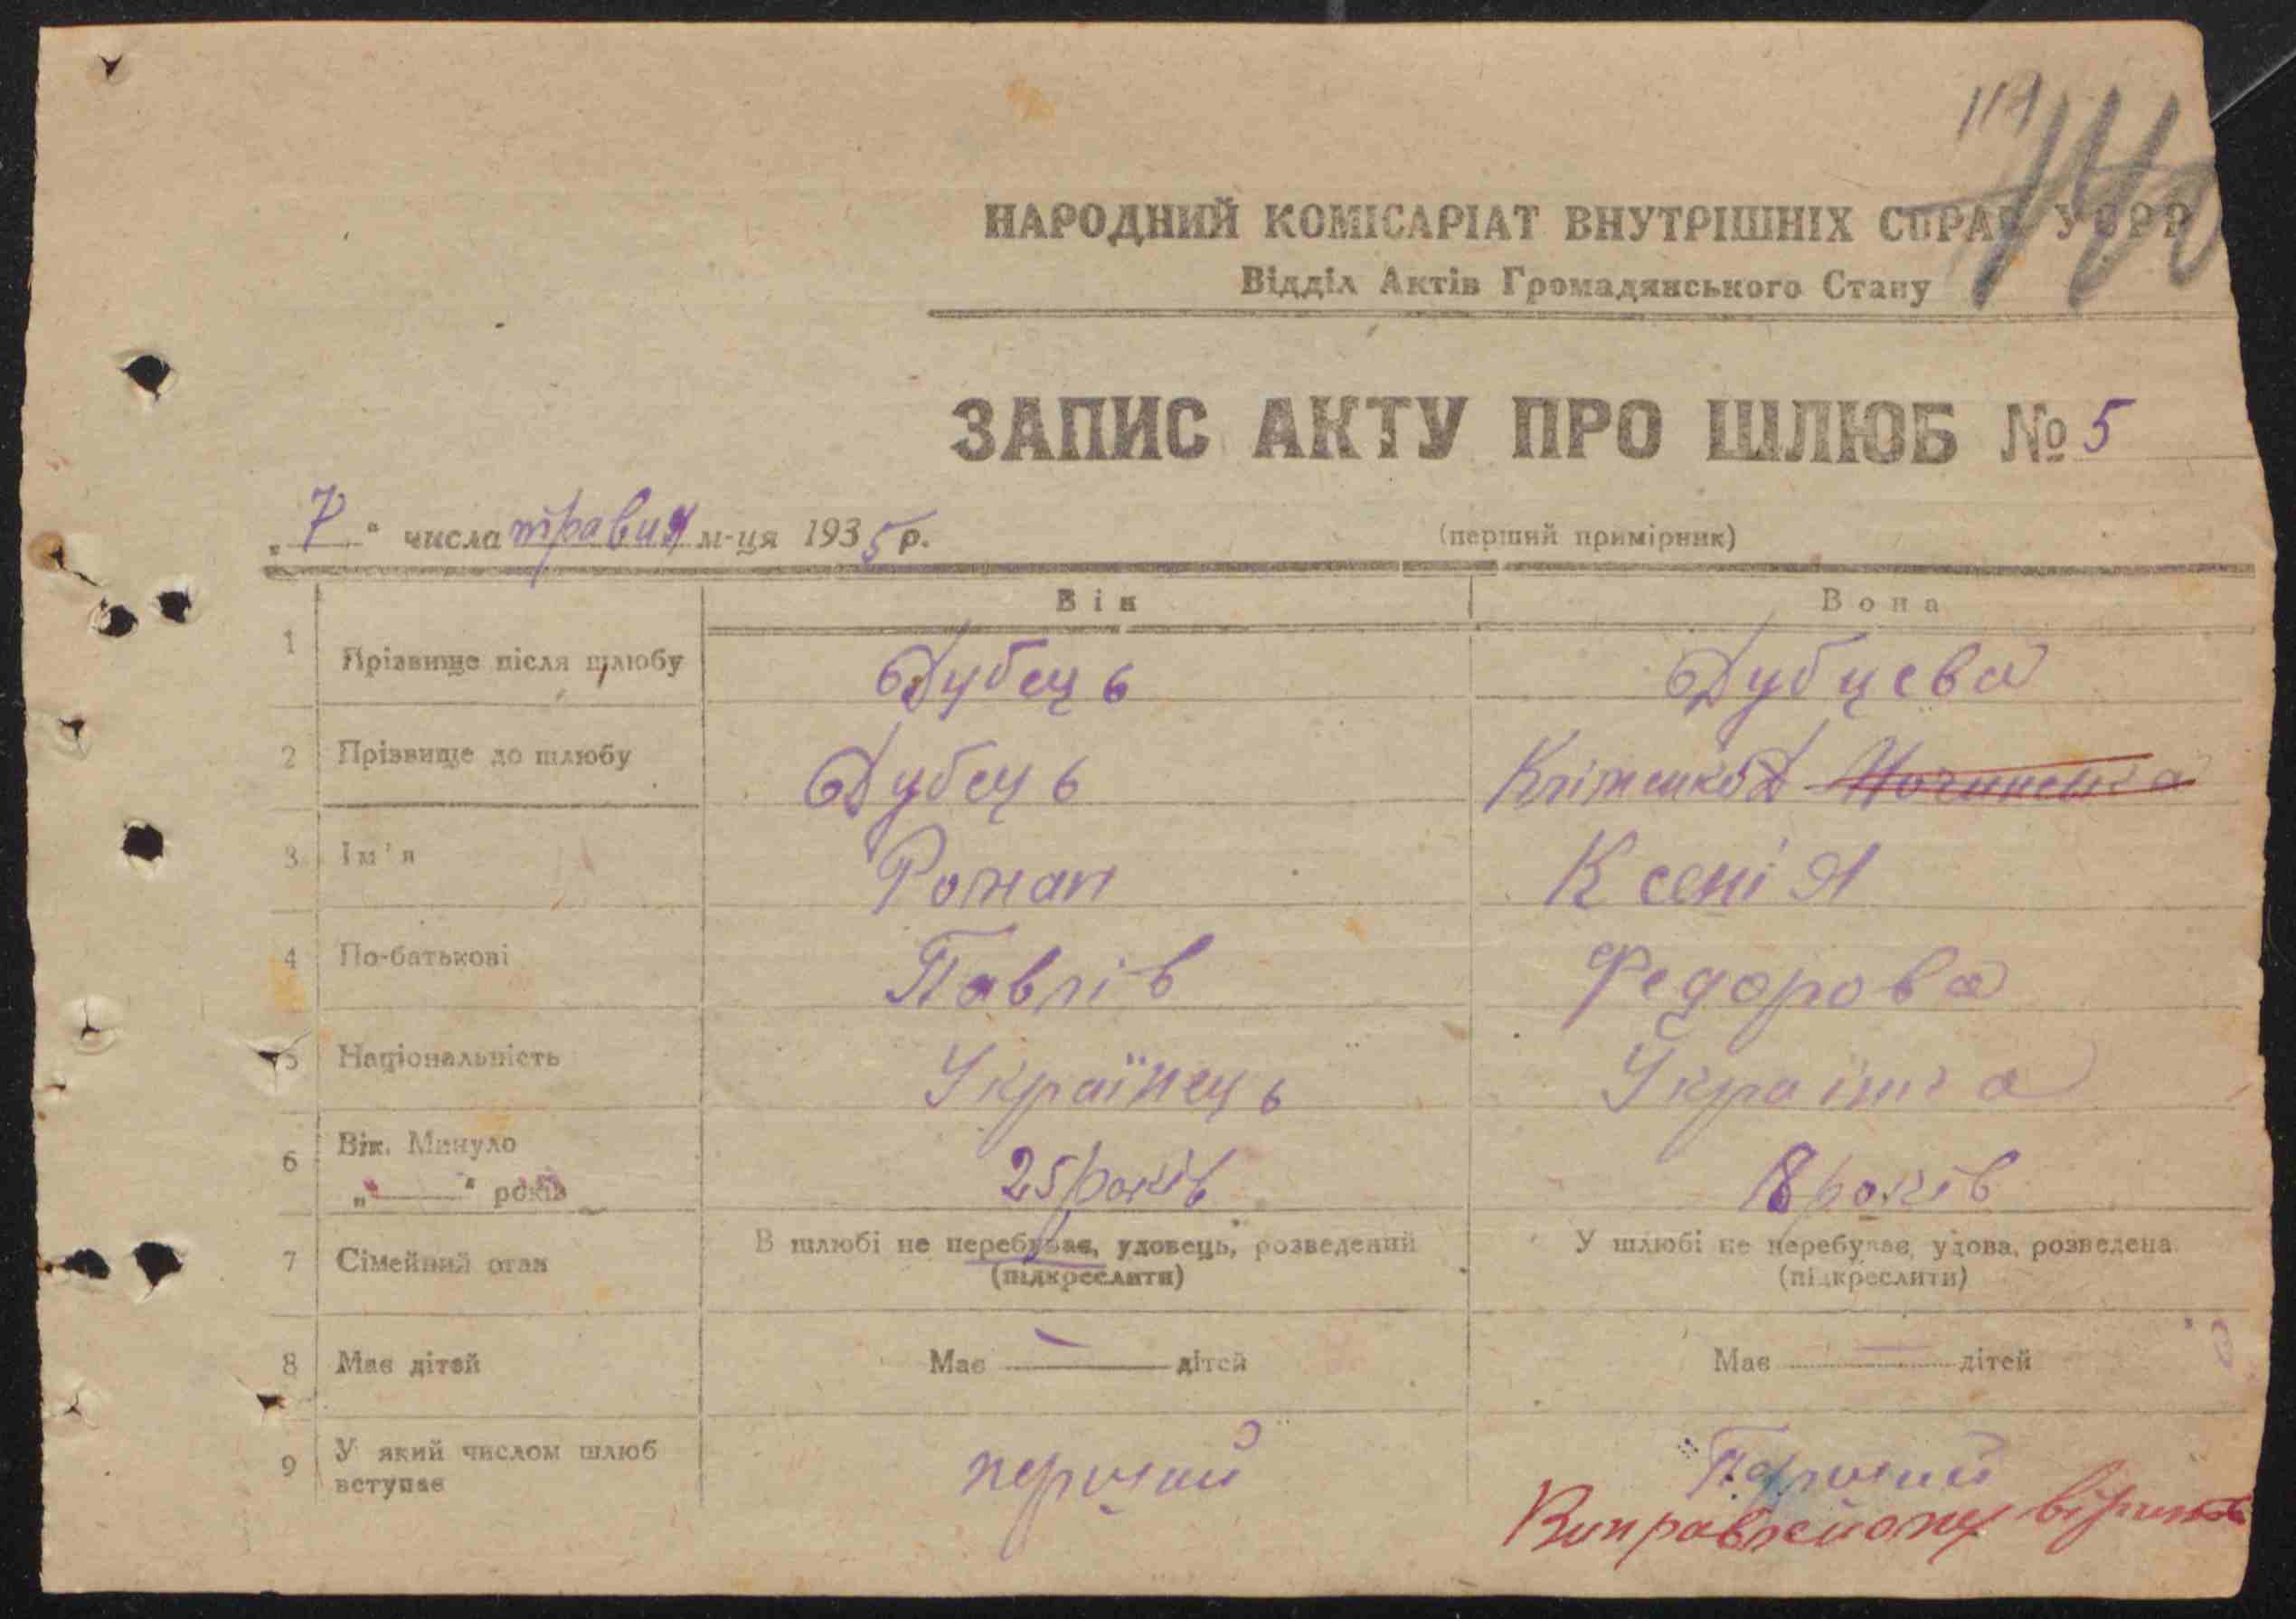 119
140
НАРОДНИЙ КОМІСАРІАТ ВНУТРІШНІХ СПРАВ УСРР
Відділ Актів Громадянського Стану
ЗАПИС АКТУ ПРО ШЛЮБ № 5
„ 7 “ числа травня м-ця 1935 р.
(перший примірник)
Він Вона
1 Прізвище після шлюбу Дубець Дубцева
2 Прізвище до шлюбу Дубець
3 Ім'я Роман Ксенія
4 По-батькові Павлів Федорова
5 Національність Українець Українка
6 Вік. Минуло
„ “ років 25 років 18 років
7 Сімейний стан В шлюбі не перебуває, удовець, розведений У шлюбі не перебуває, удова, розведена
(підкреслити) (підкреслити)
8 Має дітей Має — дітей Має — дітей
9 У який числом шлюб
вступає перший Перший
Виправленому вірить